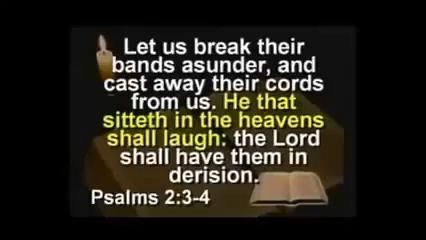 Let us break their
bands asunder, and
cast away their cords
from us. He that
sitteth in the heavens
shall laugh: the Lord
shall have them in
derision.
Psalms 2:3-4